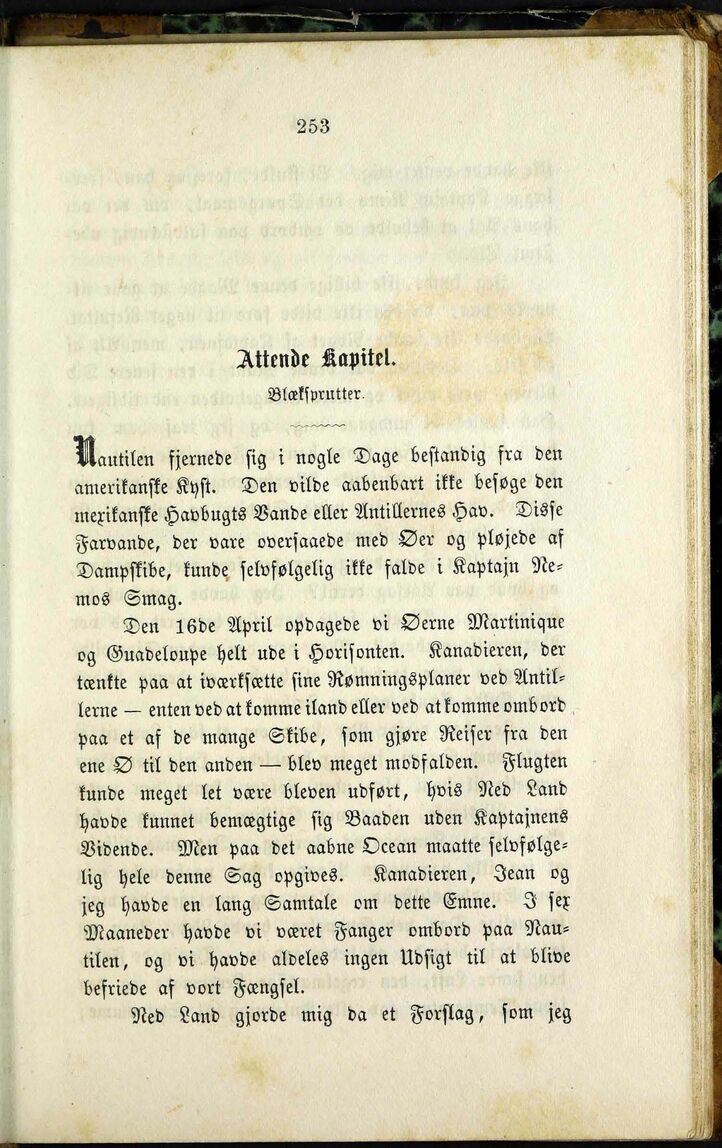 253
Attende Kapitel.
Blæksprutter.
Nautilen fjernede sig i nogle Dage bestandig fra den
amerikanske Kyst. Den vilde aabenbart ikke besøge den
mexikanske Havbugts Vande eller Antillernes Hav. Disse
Farvande, der vare oversaaede med Øer og pløjede af
Dampskibe, kunde selvfølgelig ikke falde i Kaptajn Ne-
mos Smag.
Den 16de April opdagede vi Øerne Martinique
og Guadeloupe helt ude i Horisonten. Kanadieren, der
tænkte paa at iværksætte sine Rømningsplaner ved Antil-
lerne — enten ved at komme iland eller ved at komme ombord
paa et af de mange Skibe, som gjøre Reiser fra den
ene Ø til den anden — blev meget modfalden. Flugten
kunde meget let være bleven udført, hvis Ned Land
havde kunnet bemægtige sig Baaden uden Kaptajnens
Vidende. Men paa det aabne Ocean maatte selvfølge-
lig hele denne Sag opgives. Kanadieren, Jean og
jeg havde en lang Samtale om dette Emne. I sex
Maaneder havde vi været Fanger ombord paa Nau-
tilen, og vi havde aldeles ingen Udsigt til at blive
befriede af vort Fængsel.
Ned Land gjorde mig da et Forslag, som jeg